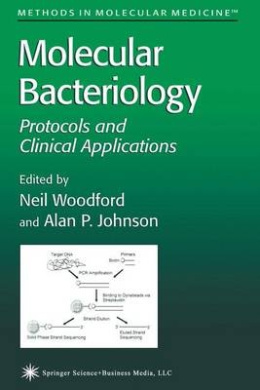 METHODS IN MOLECULAR MEDICINE™
Molecular
Bacteriology
Protocols and
Clinical Applications
Edited by
Neil Woodford
and Alan P. Johnson
Target DNA
Primers
Biotin
PCR Amplification
Binding to Dynabeads via
Streptavidin
Strand Elution
Solid Phase Strand Sequencing
Eluted Strand
Sequencing
Springer Science+Business Media, LLC